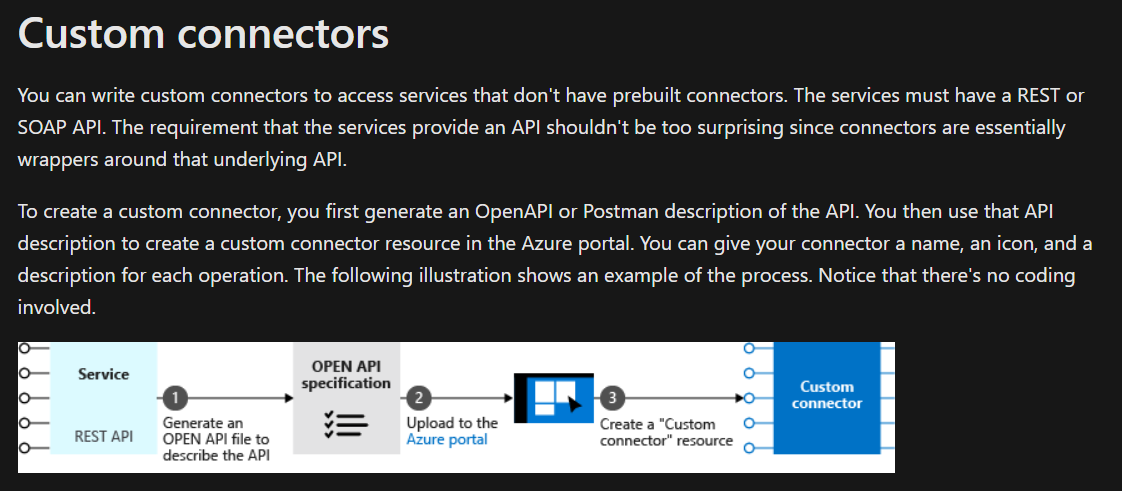 Custom connectors
You can write custom connectors to access services that don't have prebuilt connectors. The services must have a REST or
SOAP API. The requirement that the services provide an API shouldn't be too surprising since connectors are essentially
wrappers around that underlying API.
To create a custom connector, you first generate an OpenAPI or Postman description of the API. You then use that API
description to create a custom connector resource in the Azure portal. You can give your connector a name, an icon, and a
description for each operation. The following illustration shows an example of the process. Notice that there's no coding
involved.
Service
REST API
1
Generate an
OPEN API file to
describe the API
OPEN API
specification
2
Upload to the
Azure portal
3
Create a "Custom
connector" resource
Custom
connector